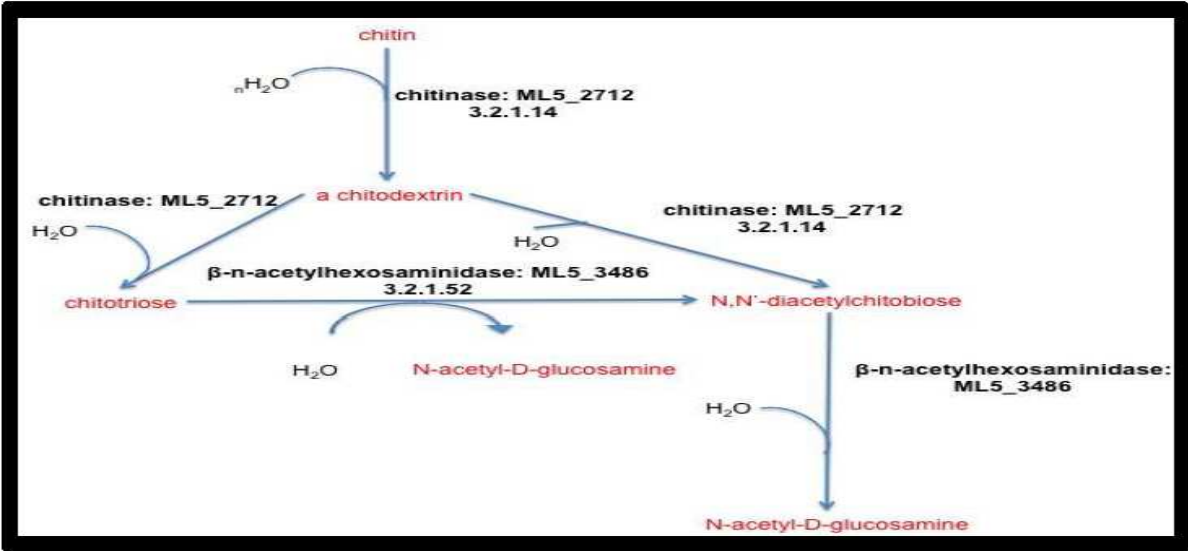 chitin
nH2O
chitinase: ML5_2712
3.2.1.14
a chitodextrin
chitinase: ML5_2712
H2O
H2O
chitinase: ML5_2712
3.2.1.14
β-n-acetylhexosaminidase: ML5_3486
3.2.1.52
chitotriose
N,N'-diacetylchitobiose
H2O
N-acetyl-D-glucosamine
β-n-acetylhexosaminidase:
ML5_3486
H2O
N-acetyl-D-glucosamine